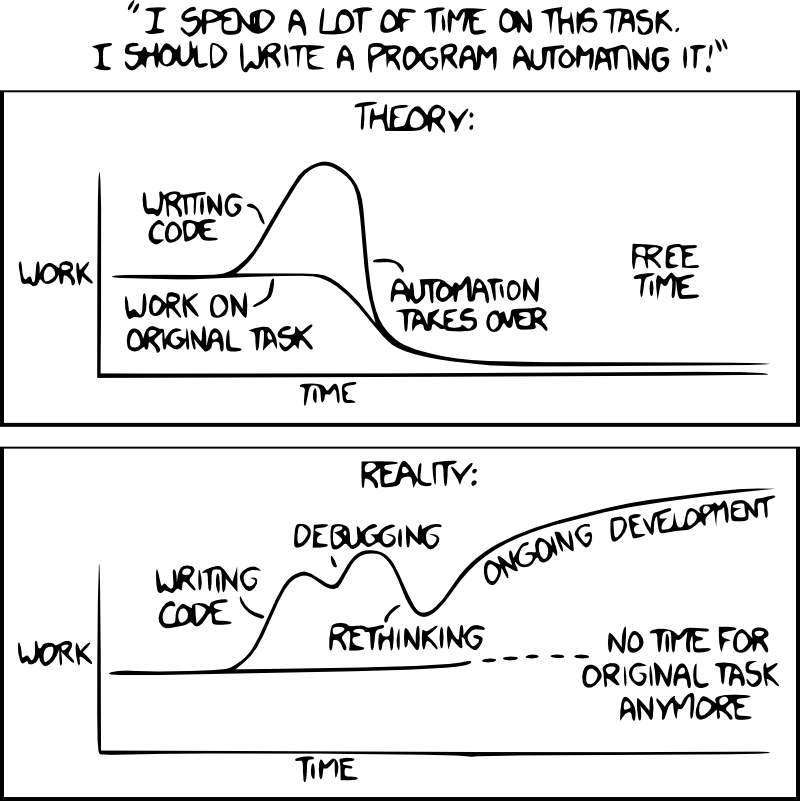 "I SPEND A LOT OF TIME ON THIS TASK.
I SHOULD WRITE A PROGRAM AUTOMATING IT!"
THEORY:
WRITING
CODE
WORK
WORK ON
ORIGINAL TASK
AUTOMATION
TAKES OVER
FREE
TIME
TIME
REALITY:
WRITING
CODE
DEBUGGING
WORK
RETHINKING
ONGOING DEVELOPMENT
NO TIME FOR
ORIGINAL TASK
ANYMORE
TIME